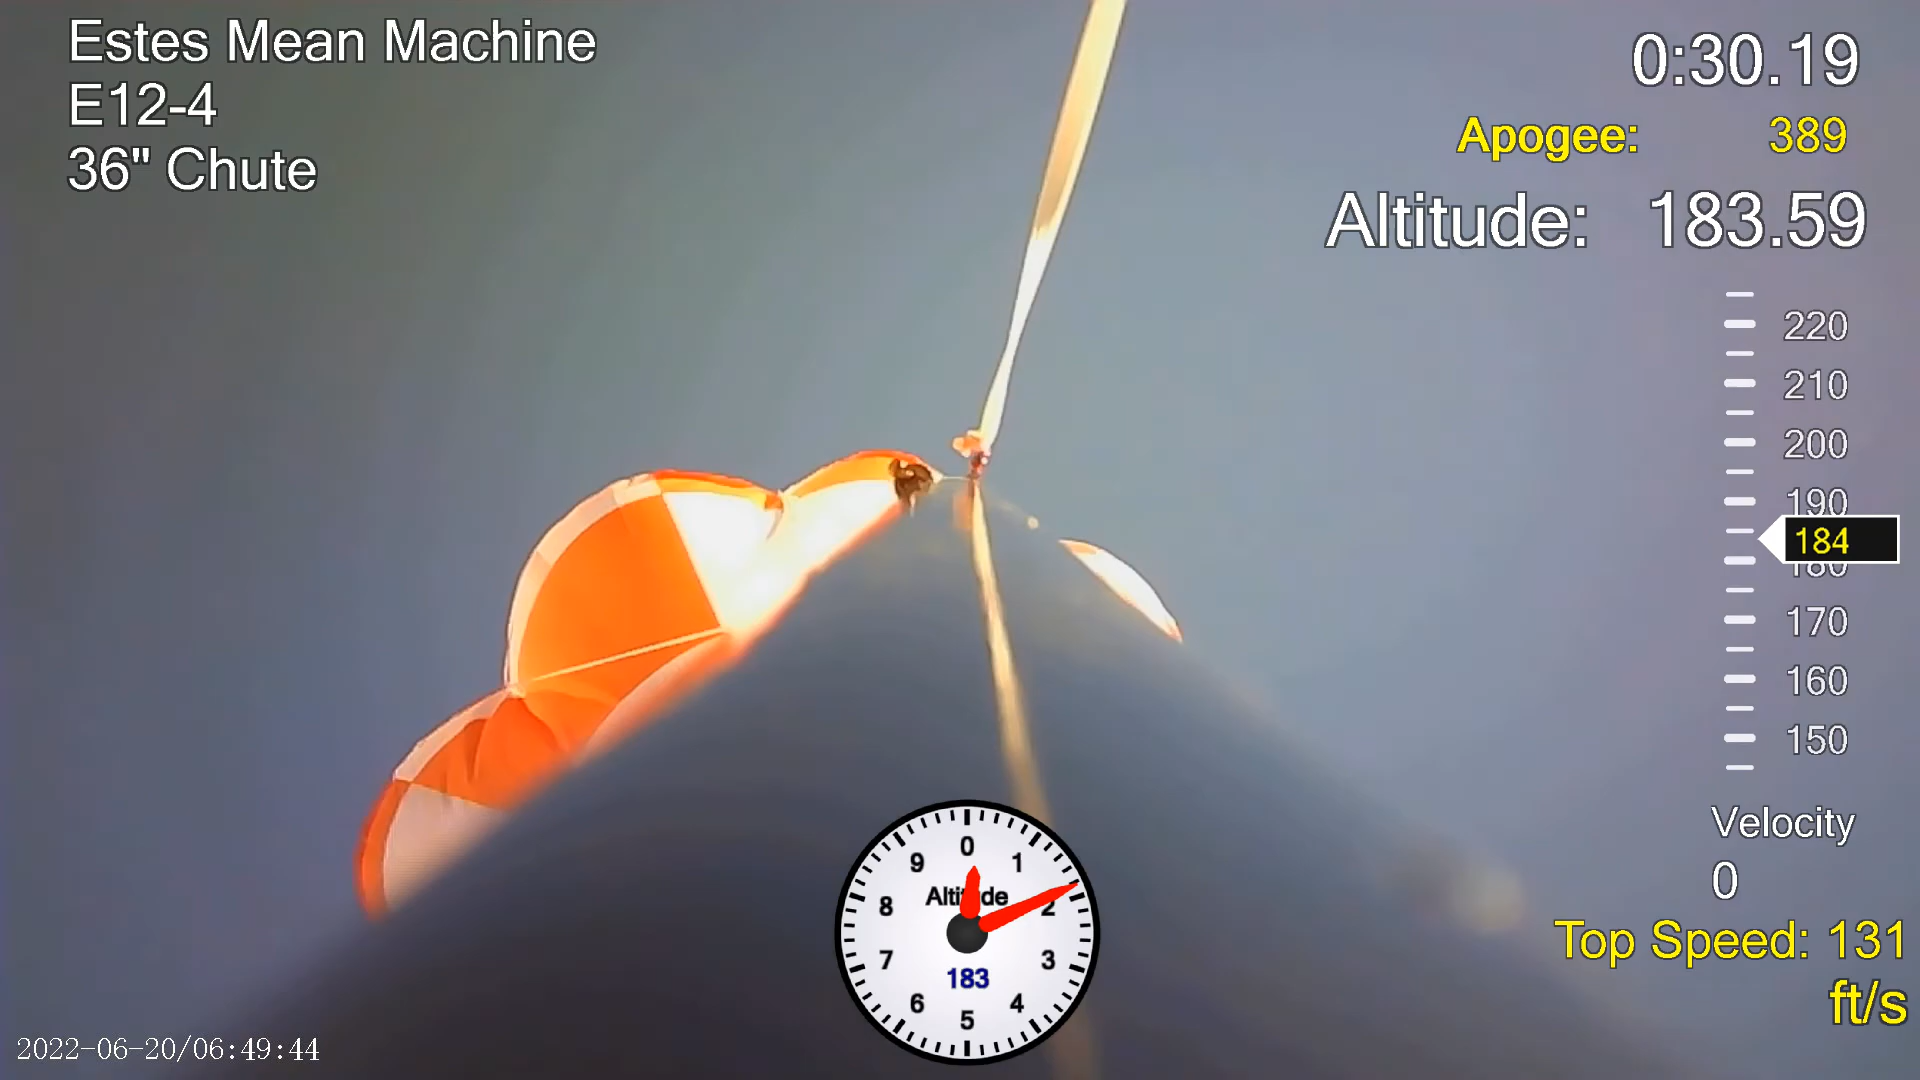 Estes Mean Machine
E12-4
36" Chute
0:30.19
Apogee: 389
Altitude: 183.59
220
210
200
190
184
180
170
160
150
Velocity
0
Top Speed: 131
ft/s
0
1
2
3
4
5
6
7
8
9
Altitude
183
2022-06-20/06:49:44